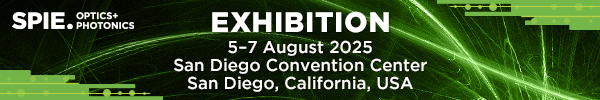 SPIE. OPTICS+
PHOTONICS
EXHIBITION
5–7 August 2025
San Diego Convention Center
San Diego, California, USA